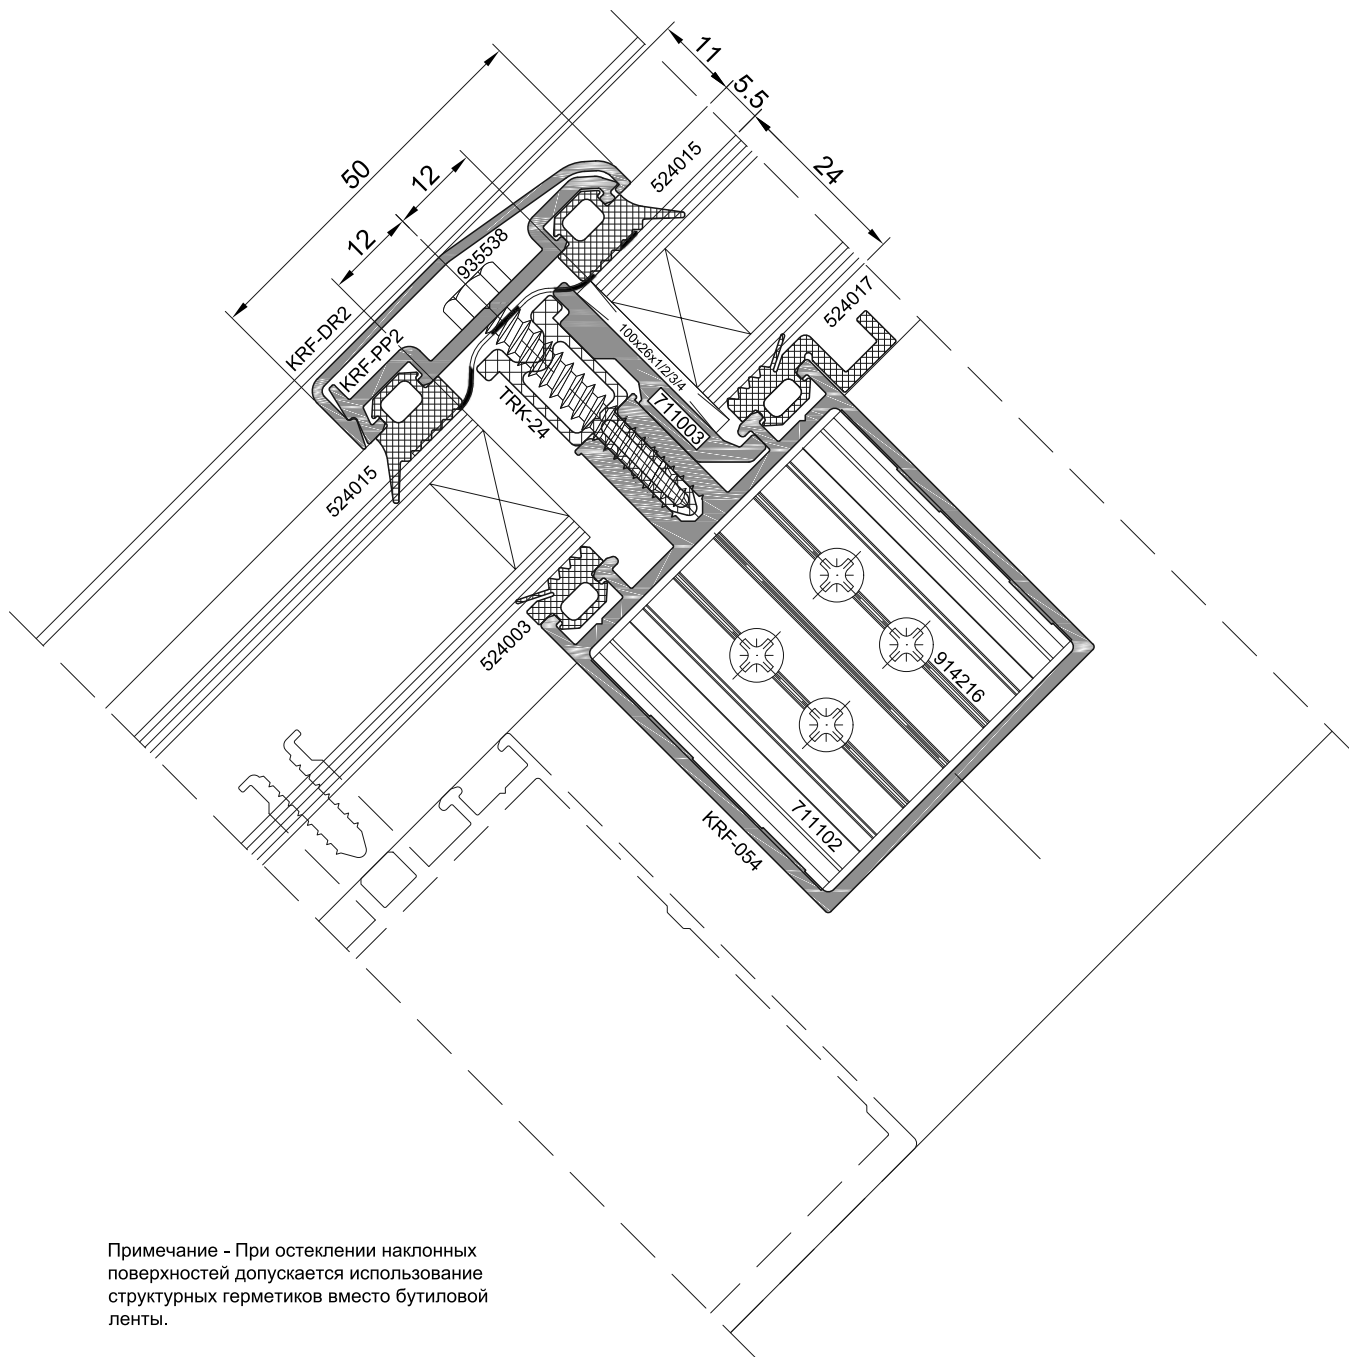 11
5.5
24
50
12
12
524015
935538
524017
KRF-DR2
KRF-PP2
100x26x1/2/3/4
TRK-24
711003
524015
524003
914216
711102
KRF-054
Примечание - При остеклении наклонных
поверхностей допускается использование
структурных герметиков вместо бутиловой
ленты.